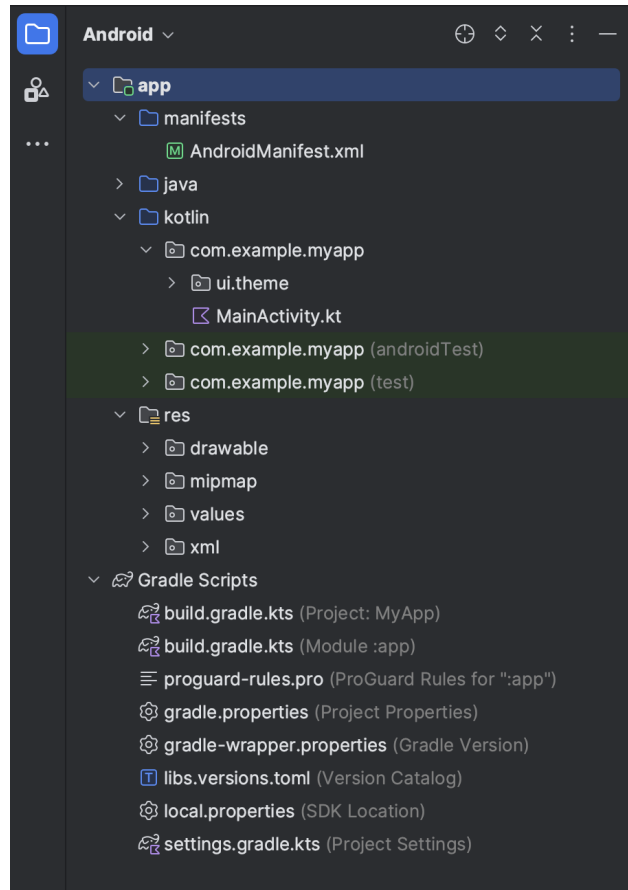 Android
app
manifests
AndroidManifest.xml
java
kotlin
com.example.myapp
ui.theme
MainActivity.kt
com.example.myapp (androidTest)
com.example.myapp (test)
res
drawable
mipmap
values
xml
Gradle Scripts
build.gradle.kts (Project: MyApp)
build.gradle.kts (Module :app)
proguard-rules.pro (ProGuard Rules for ":app")
gradle.properties (Project Properties)
gradle-wrapper.properties (Gradle Version)
libs.versions.toml (Version Catalog)
local.properties (SDK Location)
settings.gradle.kts (Project Settings)